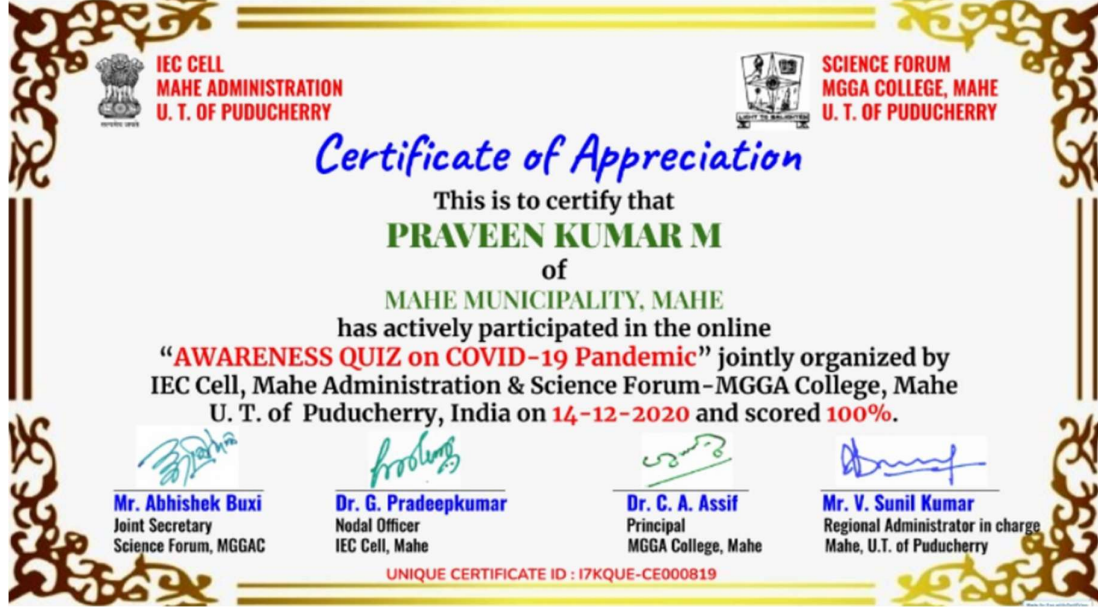 IEC CELL
MAHE ADMINISTRATION
U. T. OF PUDUCHERRY
सत्यमेव जयते
SCIENCE FORUM
MGGA COLLEGE, MAHE
U. T. OF PUDUCHERRY
Certificate of Appreciation
This is to certify that
PRAVEEN KUMAR M
of
MAHE MUNICIPALITY, MAHE
has actively participated in the online
“AWARENESS QUIZ on COVID-19 Pandemic” jointly organized by
IEC Cell, Mahe Administration & Science Forum-MGGA College, Mahe
U. T. of Puducherry, India on 14-12-2020 and scored 100%.
Mr. Abhishek Buxi
Joint Secretary
Science Forum, MGGAC
Dr. G. Pradeepkumar
Nodal Officer
IEC Cell, Mahe
Dr. C. A. Assif
Principal
MGGA College, Mahe
Mr. V. Sunil Kumar
Regional Administrator in charge
Mahe, U.T. of Puducherry
UNIQUE CERTIFICATE ID : I7KQUE-CE000819